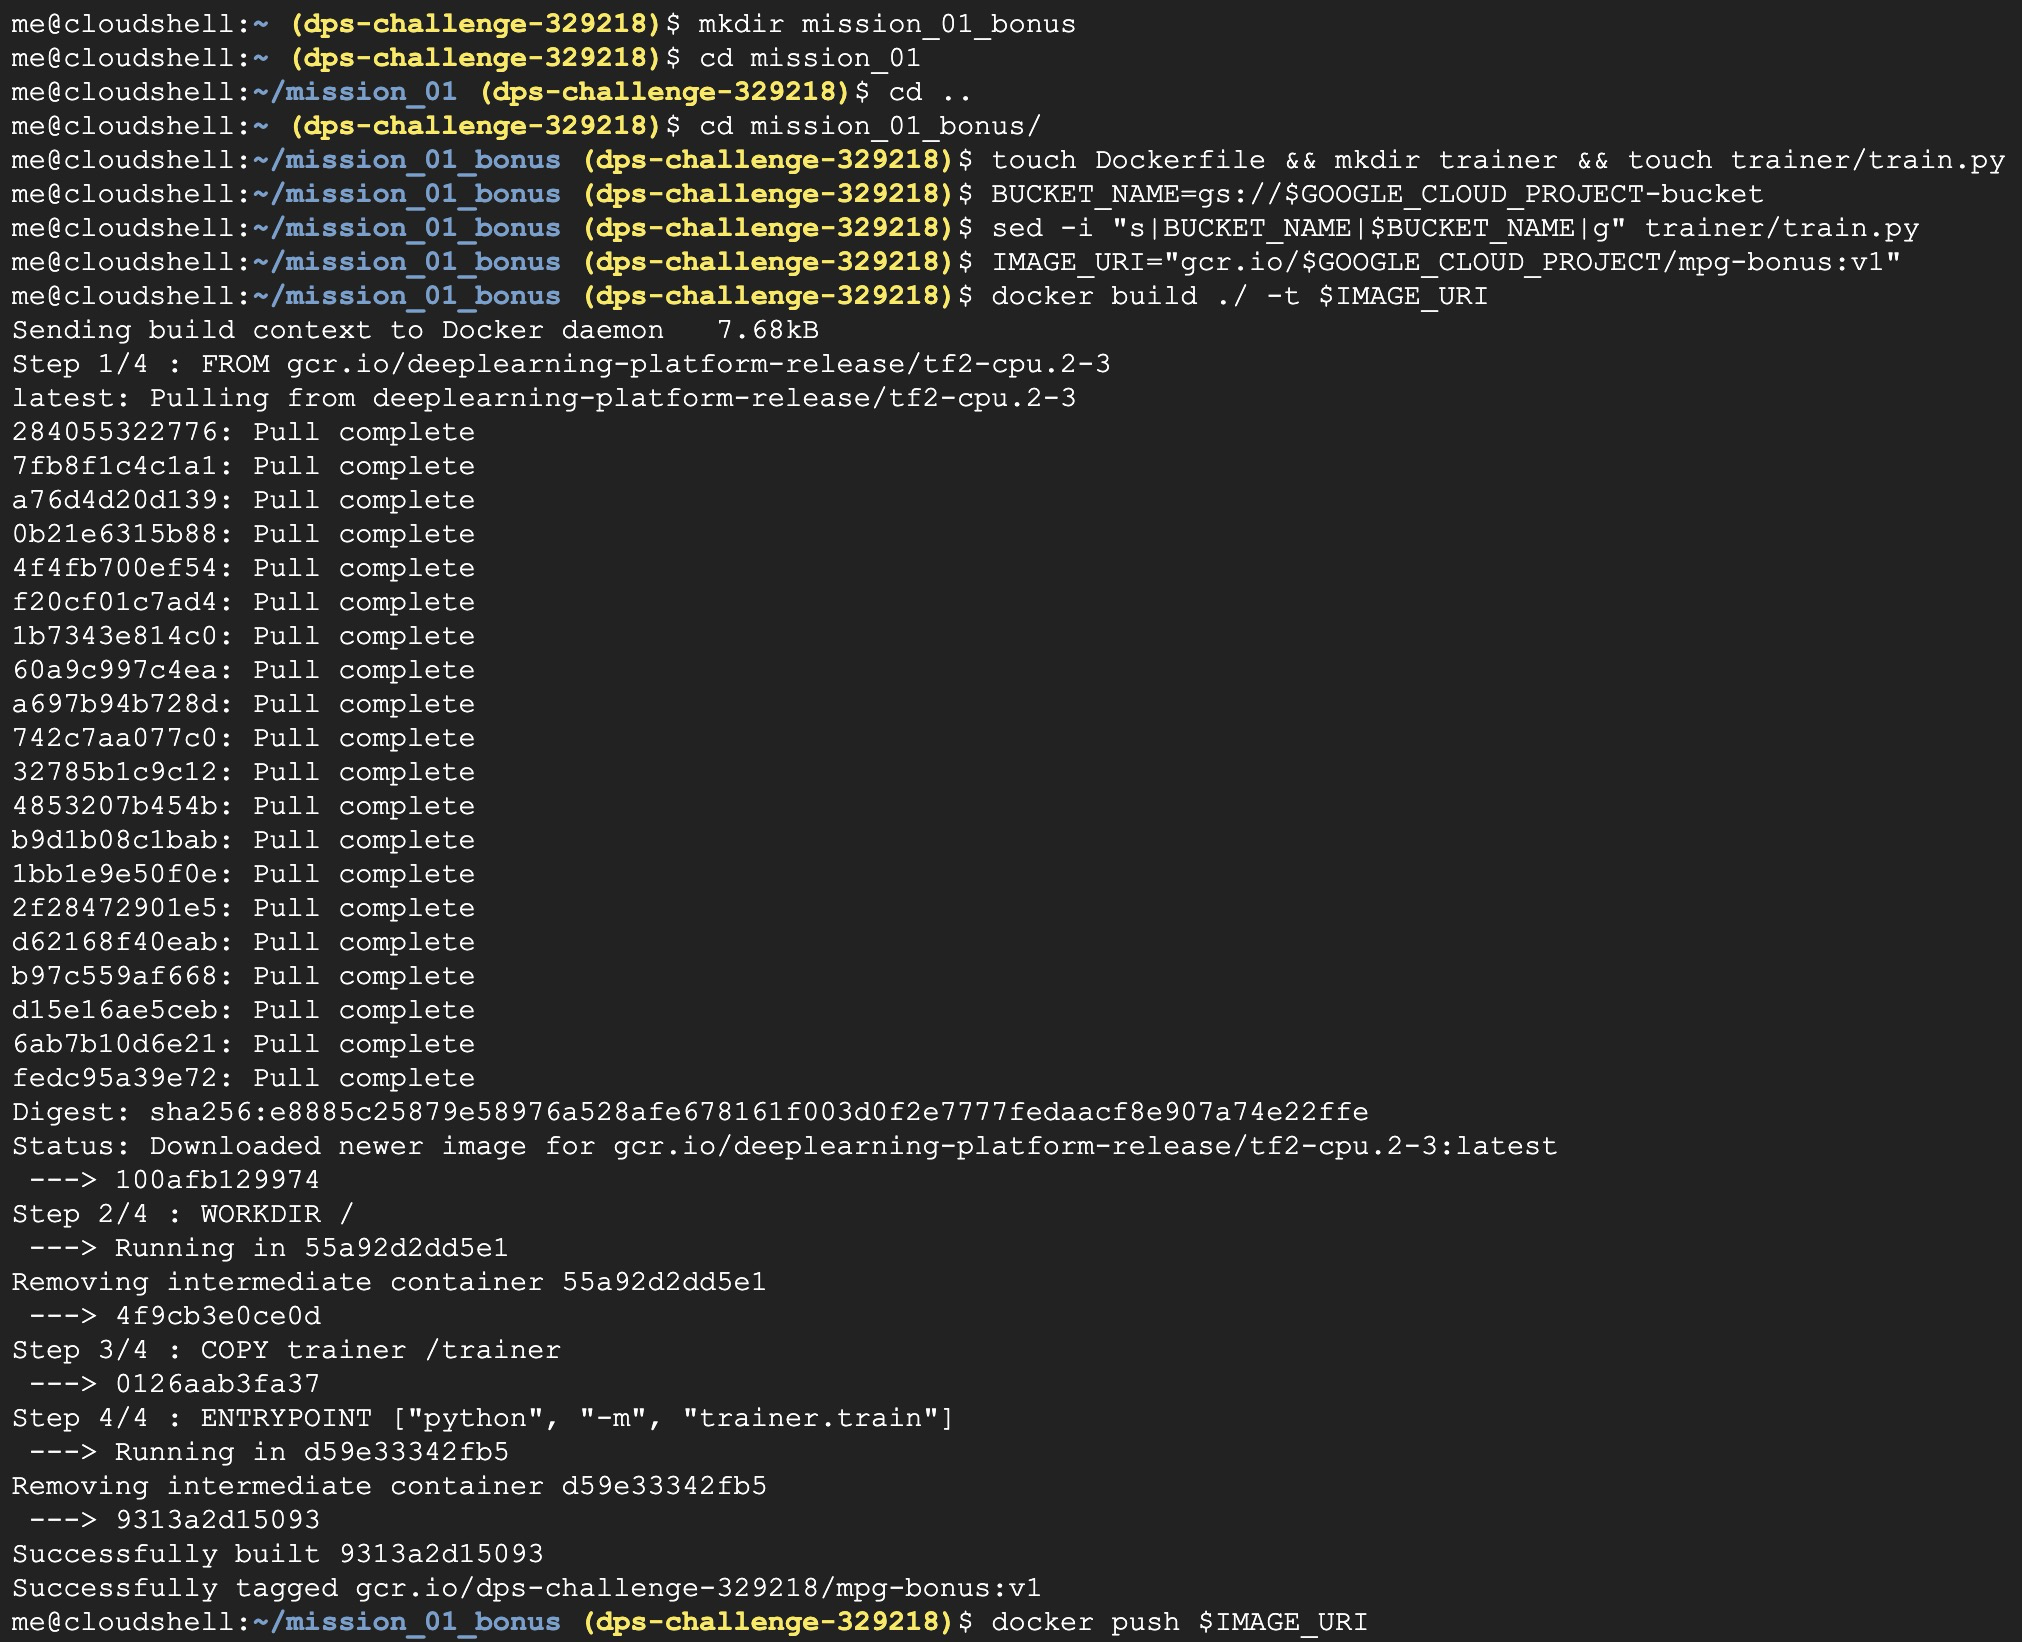 me@cloudshell:~ (dps-challenge-329218)$ mkdir mission_01_bonus
me@cloudshell:~ (dps-challenge-329218)$ cd mission_01
me@cloudshell:~/mission_01 (dps-challenge-329218)$ cd ..
me@cloudshell:~ (dps-challenge-329218)$ cd mission_01_bonus/
me@cloudshell:~/mission_01_bonus (dps-challenge-329218)$ touch Dockerfile && mkdir trainer && touch trainer/train.py
me@cloudshell:~/mission_01_bonus (dps-challenge-329218)$ BUCKET_NAME=gs://$GOOGLE_CLOUD_PROJECT-bucket
me@cloudshell:~/mission_01_bonus (dps-challenge-329218)$ sed -i "s|BUCKET_NAME|$BUCKET_NAME|g" trainer/train.py
me@cloudshell:~/mission_01_bonus (dps-challenge-329218)$ IMAGE_URI="gcr.io/$GOOGLE_CLOUD_PROJECT/mpg-bonus:v1"
me@cloudshell:~/mission_01_bonus (dps-challenge-329218)$ docker build ./ -t $IMAGE_URI
Sending build context to Docker daemon   7.68kB
Step 1/4 : FROM gcr.io/deeplearning-platform-release/tf2-cpu.2-3
latest: Pulling from deeplearning-platform-release/tf2-cpu.2-3
284055322776: Pull complete
7fb8f1c4c1a1: Pull complete
a76d4d20d139: Pull complete
0b21e6315b88: Pull complete
4f4fb700ef54: Pull complete
f20cf01c7ad4: Pull complete
1b7343e814c0: Pull complete
60a9c997c4ea: Pull complete
a697b94b728d: Pull complete
742c7aa077c0: Pull complete
32785b1c9c12: Pull complete
4853207b454b: Pull complete
b9d1b08c1bab: Pull complete
1bb1e9e50f0e: Pull complete
2f28472901e5: Pull complete
d62168f40eab: Pull complete
b97c559af668: Pull complete
d15e16ae5ceb: Pull complete
6ab7b10d6e21: Pull complete
fedc95a39e72: Pull complete
Digest: sha256:e8885c25879e58976a528afe678161f003d0f2e7777fedaacf8e907a74e22ffe
Status: Downloaded newer image for gcr.io/deeplearning-platform-release/tf2-cpu.2-3:latest
 ---> 100afb129974
Step 2/4 : WORKDIR /
 ---> Running in 55a92d2dd5e1
Removing intermediate container 55a92d2dd5e1
 ---> 4f9cb3e0ce0d
Step 3/4 : COPY trainer /trainer
 ---> 0126aab3fa37
Step 4/4 : ENTRYPOINT ["python", "-m", "trainer.train"]
 ---> Running in d59e33342fb5
Removing intermediate container d59e33342fb5
 ---> 9313a2d15093
Successfully built 9313a2d15093
Successfully tagged gcr.io/dps-challenge-329218/mpg-bonus:v1
me@cloudshell:~/mission_01_bonus (dps-challenge-329218)$ docker push $IMAGE_URI